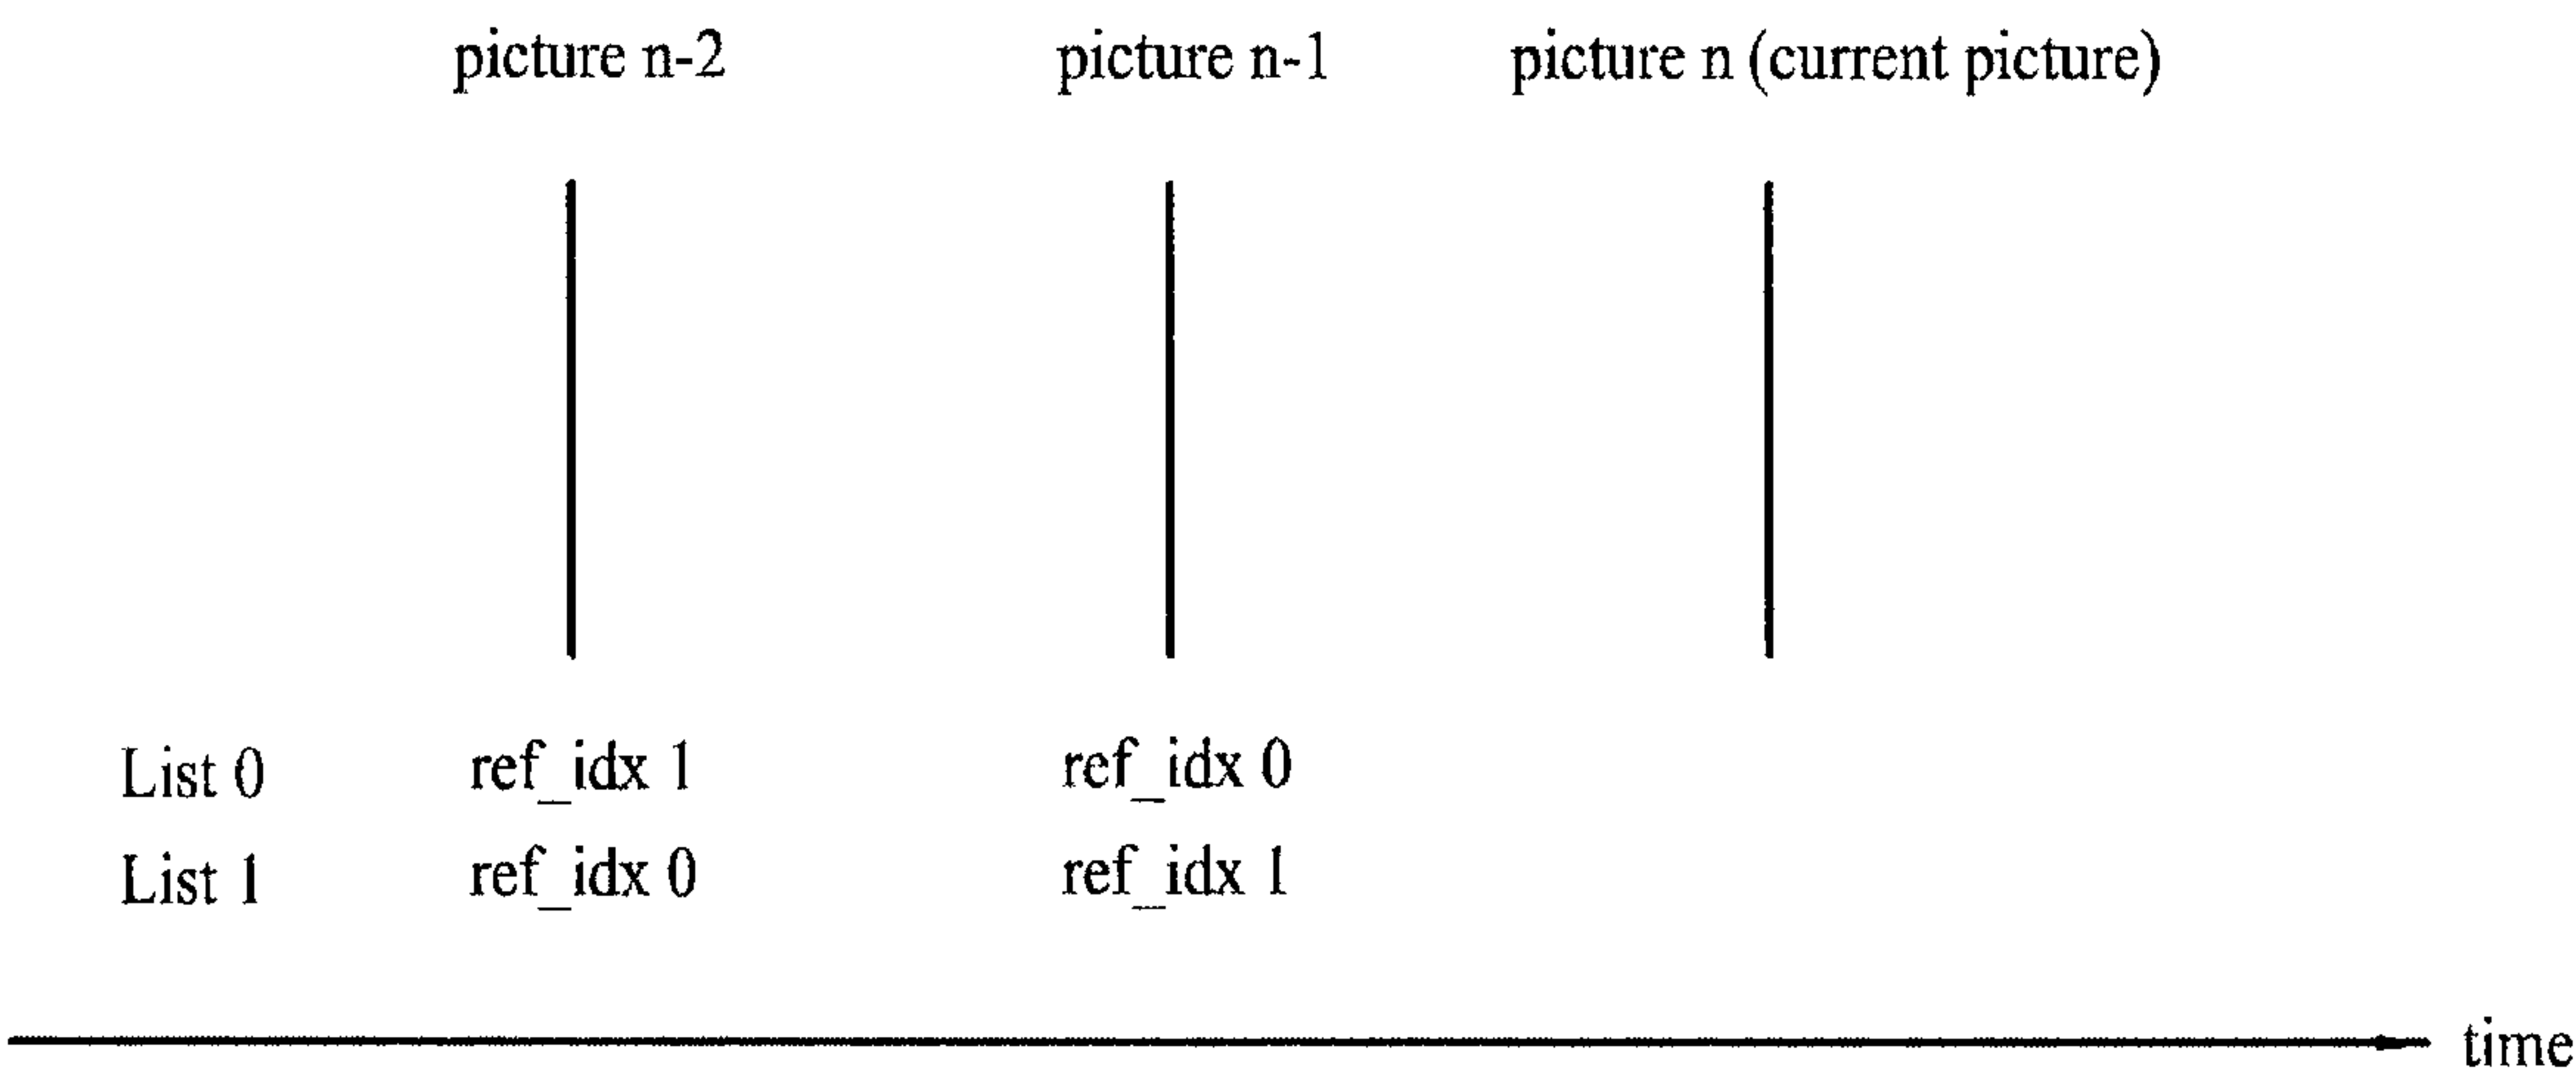 picture n-2 picture n-1 picture n (current picture)
List 0 ref_idx 1 ref_idx 0
List 1 ref_idx 0 ref_idx 1
time